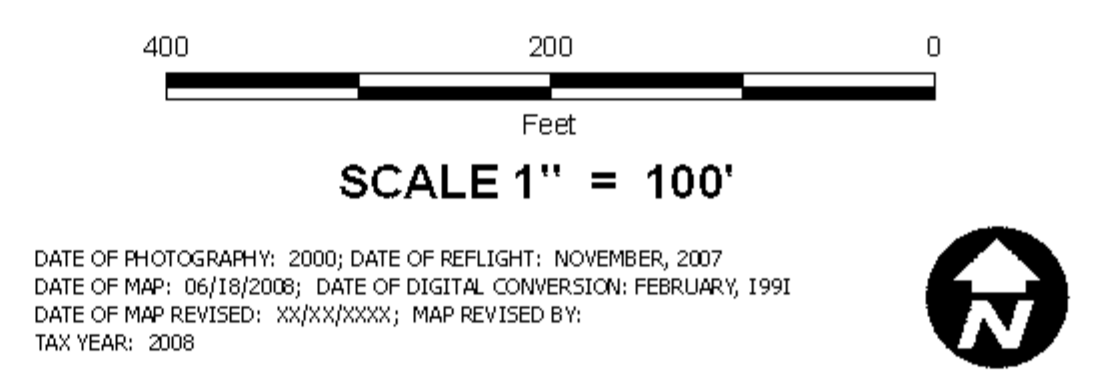 400 200 0
Feet
SCALE 1" = 100'
DATE OF PHOTOGRAPHY: 2000; DATE OF REFLIGHT: NOVEMBER, 2007
DATE OF MAP: 06/I8/2008; DATE OF DIGITAL CONVERSION: FEBRUARY, I99I
DATE OF MAP REVISED: XX/XX/XXXX; MAP REVISED BY:
TAX YEAR: 2008
N